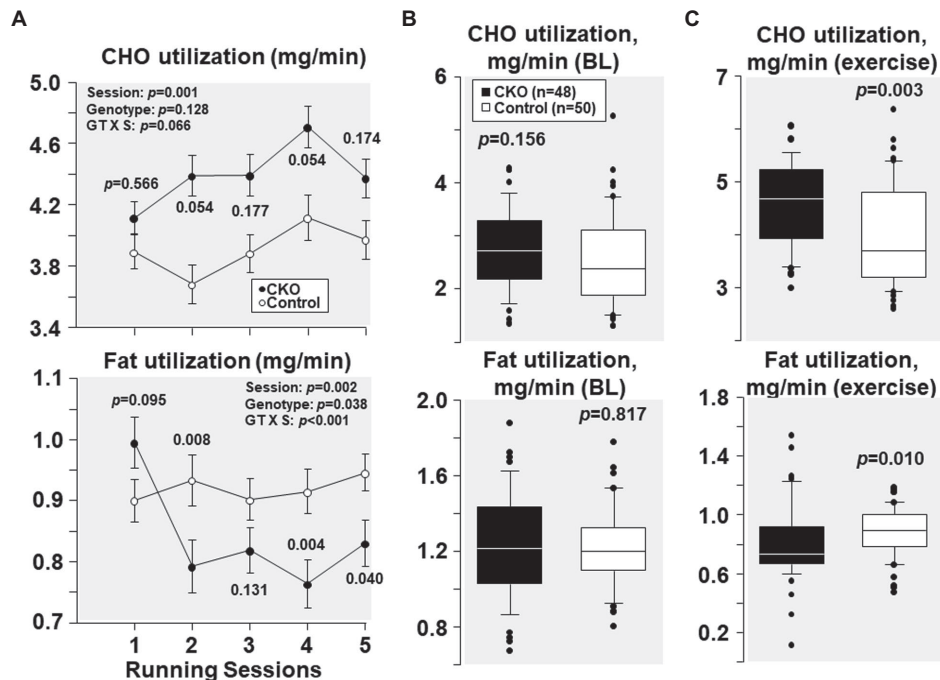 A
CHO utilization (mg/min)
5.0
4.6
4.2
3.8
3.4
Session: p=0.001
Genotype: p=0.128
GT X S: p=0.066
p=0.566
0.054
0.177
0.054
0.174
CKO
Control
Fat utilization (mg/min)
1.1
1.0
0.9
0.8
0.7
Session: p=0.002
Genotype: p=0.038
GT X S: p<0.001
p=0.095
0.008
0.131
0.004
0.040
1 2 3 4 5
Running Sessions
B
CHO utilization,
mg/min (BL)
6
4
2
CKO (n=48)
Control (n=50)
p=0.156
Fat utilization,
mg/min (BL)
2.0
1.6
1.2
0.8
p=0.817
C
CHO utilization,
mg/min (exercise)
7
5
3
p=0.003
Fat utilization,
mg/min (exercise)
1.8
1.4
1.0
0.6
0.2
p=0.010